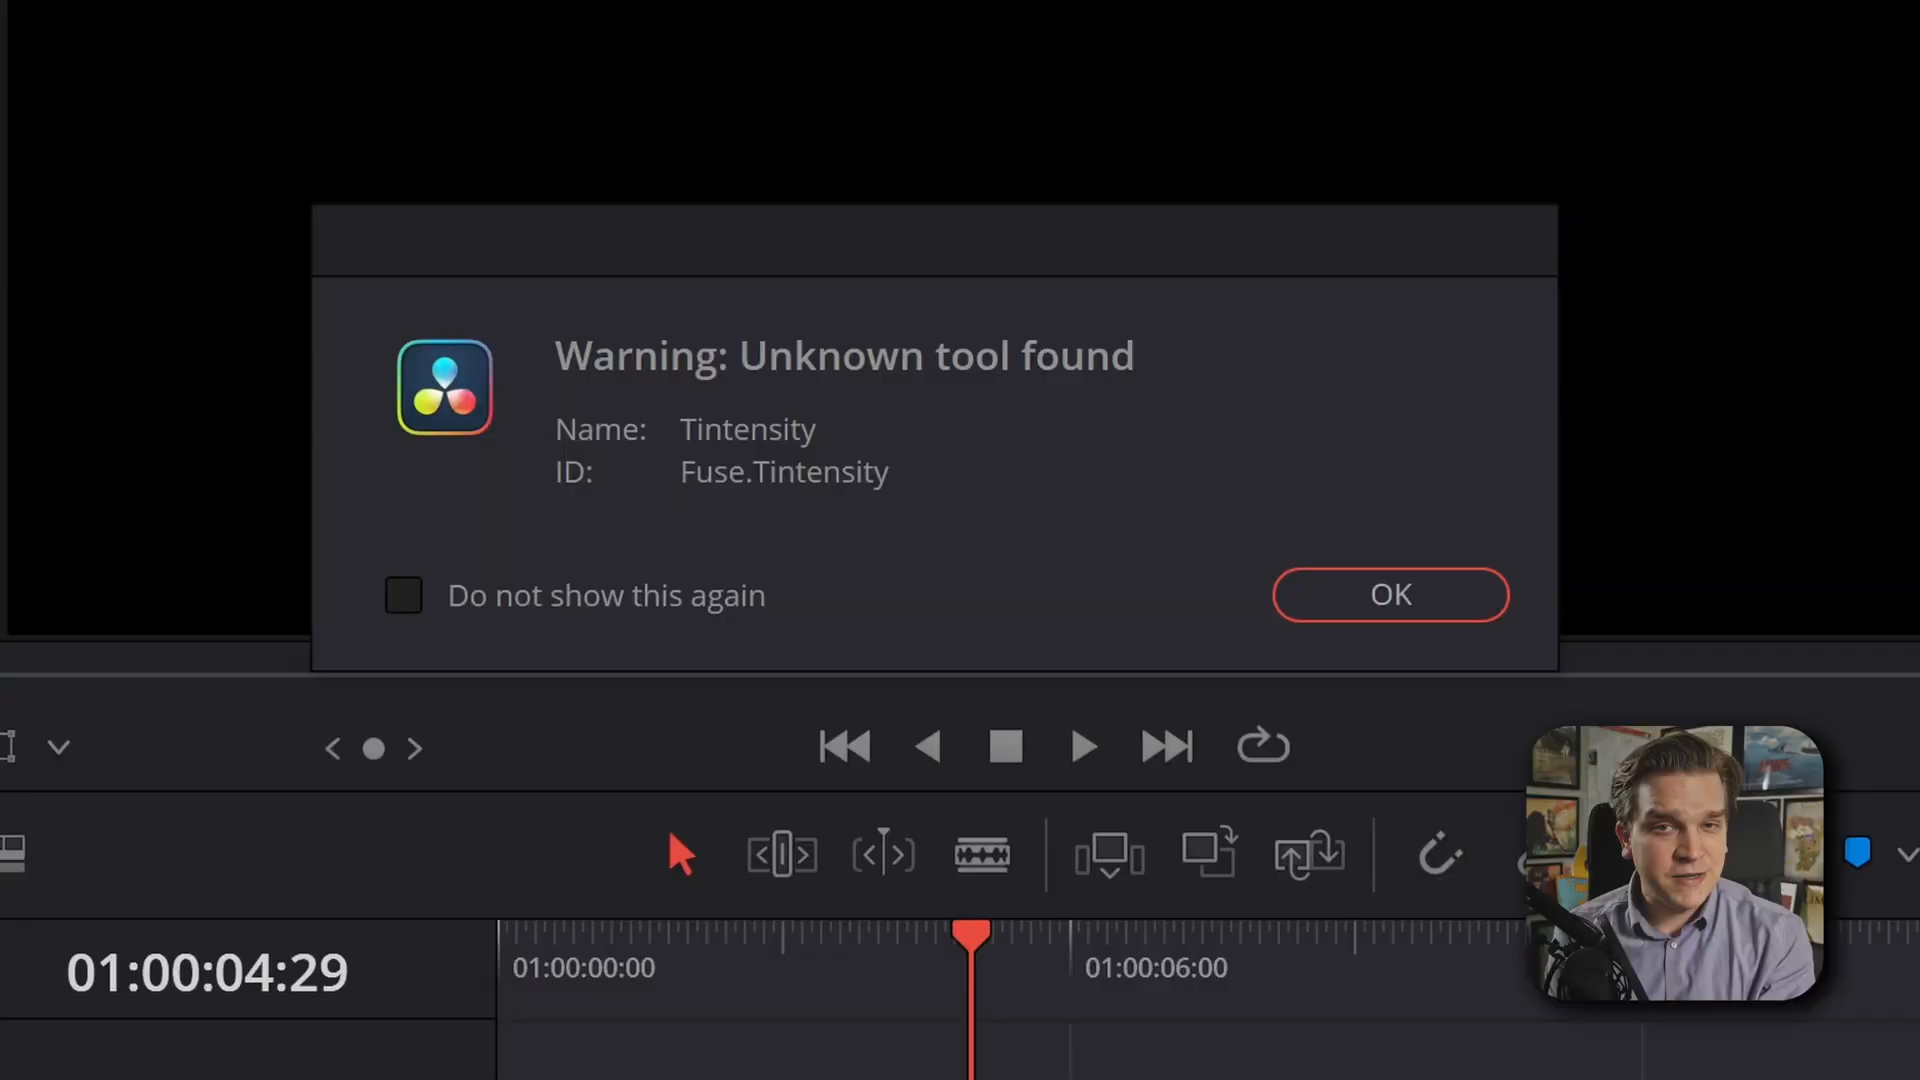 Warning: Unknown tool found
Name: Tintensity
ID: Fuse.Tintensity
Do not show this again
OK
01:00:04:29
01:00:00:00
01:00:06:00